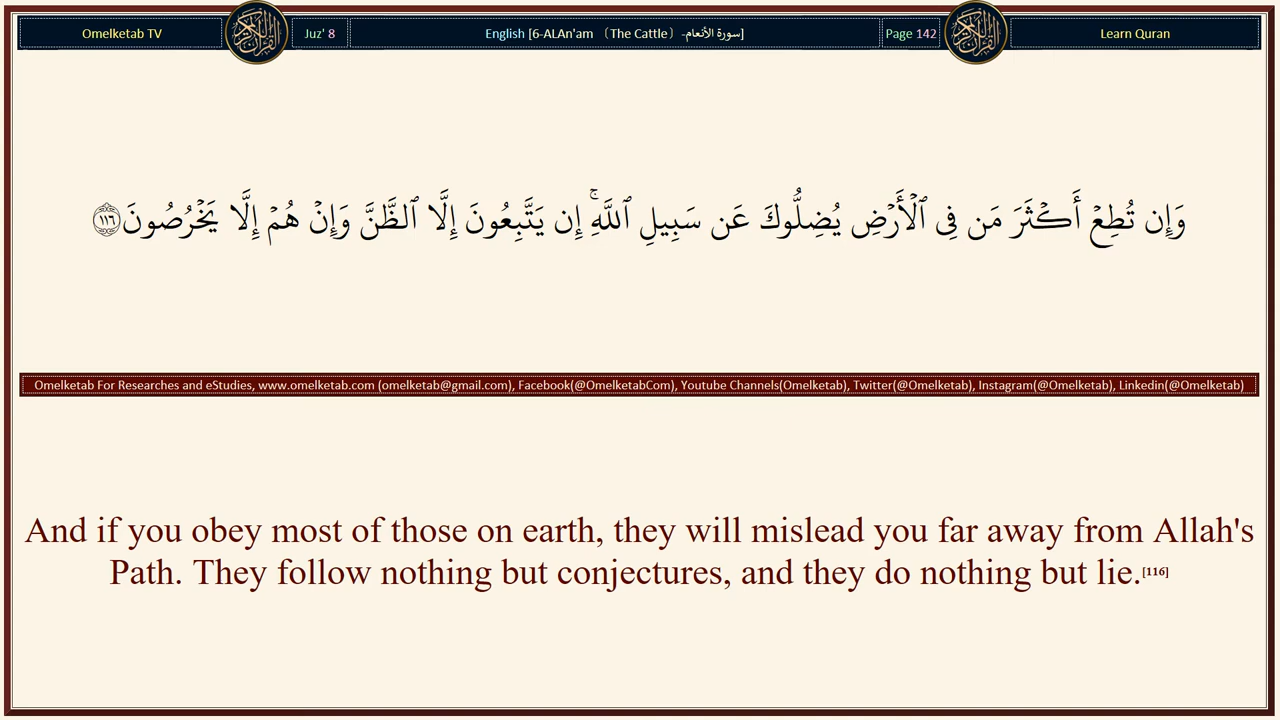 Omelketab TV
Juz' 8
English [6-ALAn'am （The Cattle）-سورة الأنعام]
Page 142
Learn Quran
وَإِن تُطِعۡ أَكۡثَرَ مَن فِى ٱلۡأَرۡضِ يُضِلُّوكَ عَن سَبِيلِ ٱللَّهِۚ إِن يَتَّبِعُونَ إِلَّا ٱلظَّنَّ وَإِنۡ هُمۡ إِلَّا يَخۡرُصُونَ ١١٦
Omelketab For Researches and eStudies, www.omelketab.com (omelketab@gmail.com), Facebook(@OmelketabCom), Youtube Channels(Omelketab), Twitter(@Omelketab), Instagram(@Omelketab), Linkedin(@Omelketab)
And if you obey most of those on earth, they will mislead you far away from Allah's
Path. They follow nothing but conjectures, and they do nothing but lie.[116]